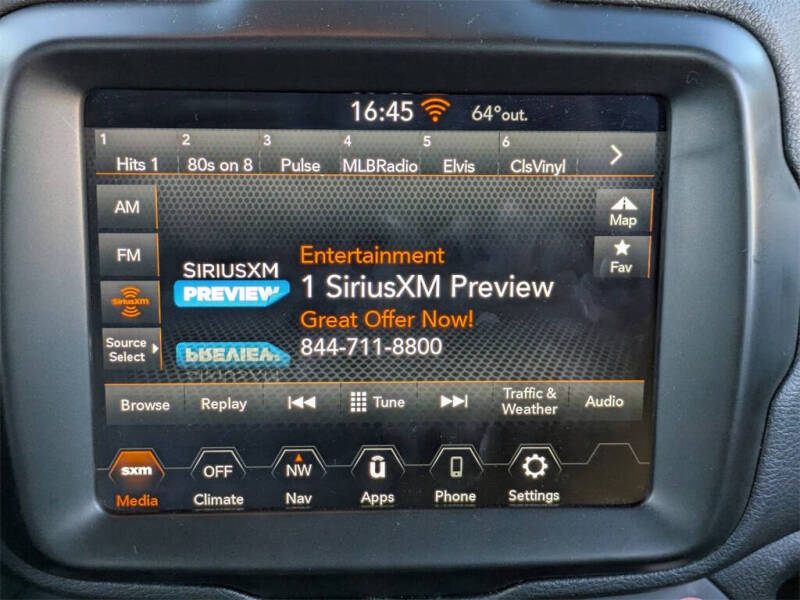 16:45 64°out.
1 2 3 4 5 6
Hits 1 80s on 8 Pulse MLBRadio Elvis ClsVinyl
AM
Map
FM
Fav
SIRIUSXM
PREVIEW
Entertainment
1 SiriusXM Preview
Great Offer Now!
844-711-8800
SiriusXM
Source
Select
Browse Replay Tune Traffic & Weather Audio
sxm OFF NW ū
Media Climate Nav Apps Phone Settings